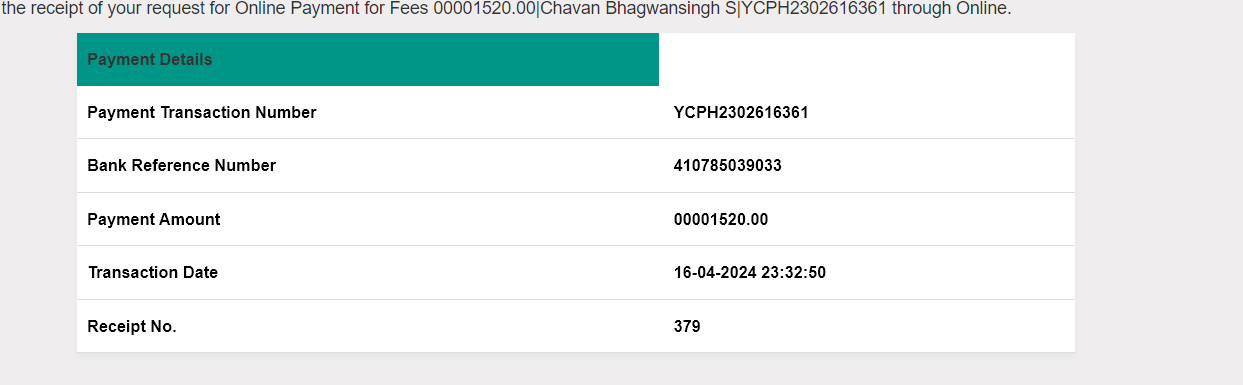 the receipt of your request for Online Payment for Fees 00001520.00|Chavan Bhagwansingh S|YCPH2302616361 through Online.
Payment Details
Payment Transaction Number YCPH2302616361
Bank Reference Number 410785039033
Payment Amount 00001520.00
Transaction Date 16-04-2024 23:32:50
Receipt No. 379